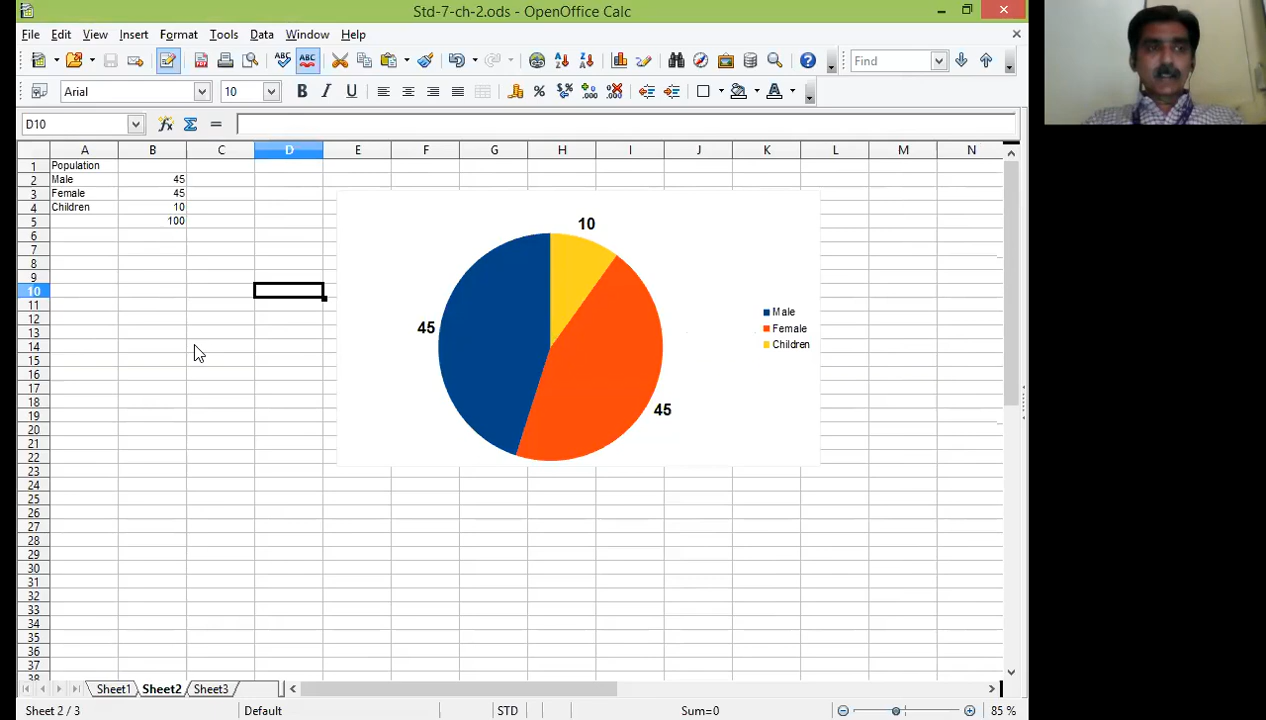 Std-7-ch-2.ods - OpenOffice Calc
File Edit View Insert Format Tools Data Window Help
Find
Arial 10
D10
A B C D E F G H I J K L M N
1 Population
2 Male 45
3 Female 45
4 Children 10
5 100
6
7
8
9
10
11
12
13
14
15
16
17
18
19
20
21
22
23
24
25
26
27
28
29
30
31
32
33
34
35
36
37
38
10
45
45
Male
Female
Children
Sheet1 Sheet2 Sheet3
Sheet 2 / 3 Default STD Sum=0 85 %